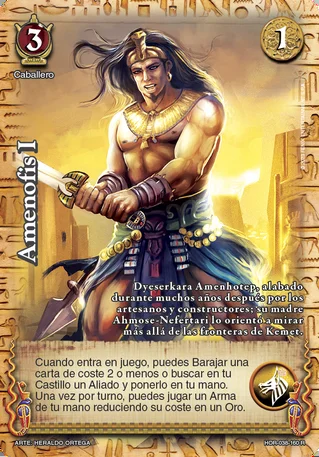 3
1
Caballero
Amenofis I
Dyeserkara Amenhotep, alabado
durante muchos años después por los
artesanos y constructores; su madre
Ahmose-Nefertari lo orientó a mirar
más allá de las fronteras de Kemet.
Cuando entra en juego, puedes Barajar una
carta de coste 2 o menos o buscar en tu
Castillo un Aliado y ponerlo en tu mano.
Una vez por turno, puedes jugar un Arma
de tu mano reduciendo su coste en un Oro.
ARTE: HERALDO ORTEGA
HOR-038-160 R